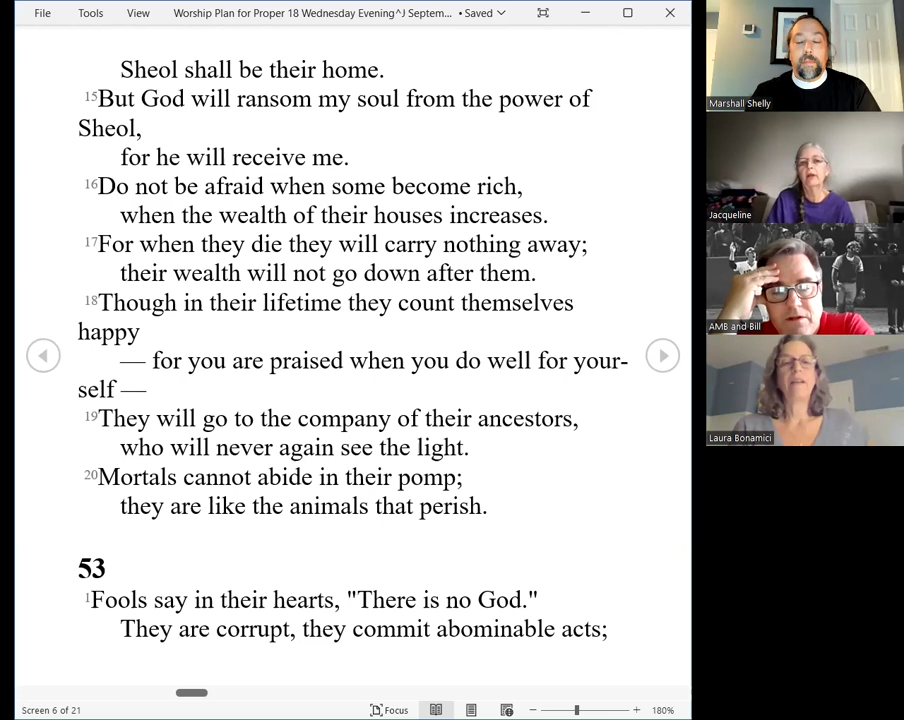 File Tools View Worship Plan for Proper 18 Wednesday Evening^J Septem... • Saved
Sheol shall be their home.
15But God will ransom my soul from the power of
Sheol,
for he will receive me.
16Do not be afraid when some become rich,
when the wealth of their houses increases.
17For when they die they will carry nothing away;
their wealth will not go down after them.
18Though in their lifetime they count themselves
happy
— for you are praised when you do well for your-
self —
19They will go to the company of their ancestors,
who will never again see the light.
20Mortals cannot abide in their pomp;
they are like the animals that perish.
53
1Fools say in their hearts, "There is no God."
They are corrupt, they commit abominable acts;
Screen 6 of 21 Focus 180%
Marshall Shelly
Jacqueline
AMB and Bill
Laura Bonamici